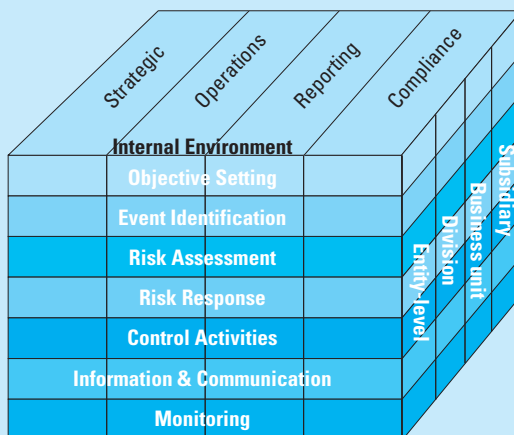 Strategic
Operations
Reporting
Compliance
Internal Environment
Objective Setting
Event Identification
Risk Assessment
Risk Response
Control Activities
Information & Communication
Monitoring
Entity-level
Division
Business unit
Subsidiary